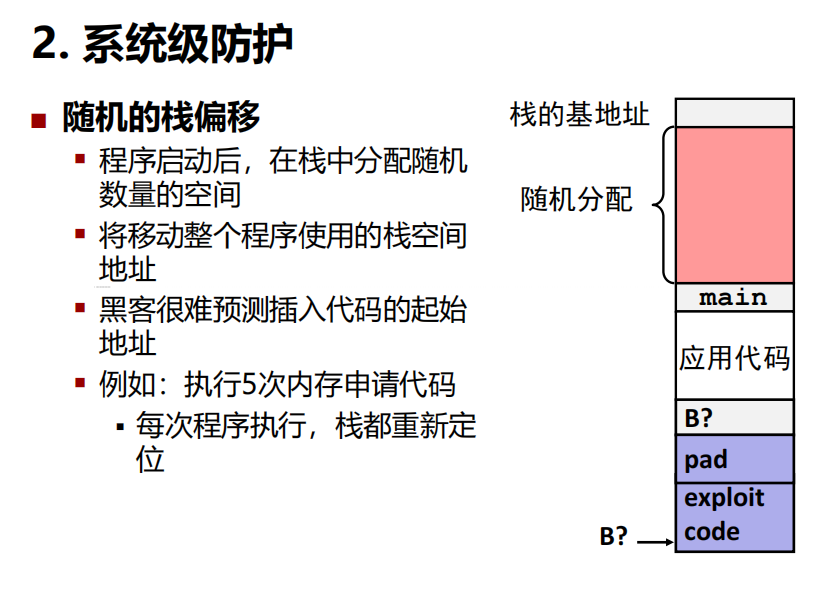 2. 系统级防护
随机的栈偏移
程序启动后，在栈中分配随机
数量的空间
将移动整个程序使用的栈空间
地址
黑客很难预测插入代码的起始
地址
例如：执行5次内存申请代码
每次程序执行，栈都重新定
位
栈的基地址
随机分配
main
应用代码
B?
pad
exploit
code
B?